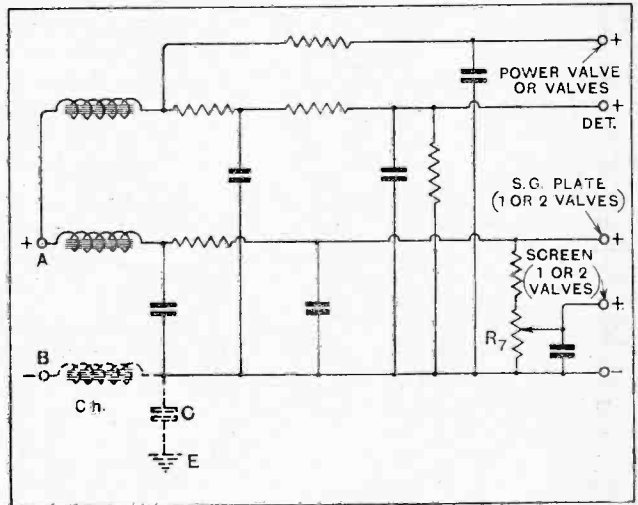 +
POWER VALVE
OR VALVES
+
DET.
S.G. PLATE
(1 OR 2 VALVES)
+
A
+
SCREEN
(1 OR 2
VALVES)
+
R7
B
-
-
Ch.
C
E